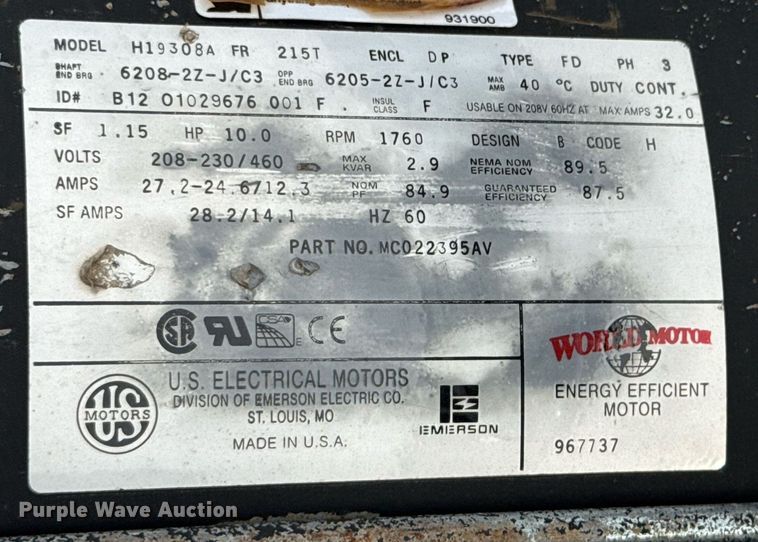 931900
MODEL H19308A FR 215T ENCL DP TYPE FD PH 3
SHAFT END BRG 6208-2Z-J/C3 OPP END BRG 6205-2Z-J/C3 MAX AMB 40 °C DUTY CONT.
ID# B12 01029676 001 F . INSUL CLASS F USABLE ON 208V 60HZ AT MAX AMPS 32.0
SF 1.15 HP 10.0 RPM 1760 DESIGN B CODE H
VOLTS 208-230/460 MAX KVAR 2.9 NEMA NOM EFFICIENCY 89.5
AMPS 27.2-24.6/12.3 NOM PF 84.9 GUARANTEED EFFICIENCY 87.5
SF AMPS 28.2/14.1 HZ 60
PART NO. MC022395AV
SA RU CSA E CE
WORLD MOTOR
ENERGY EFFICIENT
MOTOR
967737
US MOTORS
U.S. ELECTRICAL MOTORS
DIVISION OF EMERSON ELECTRIC CO.
ST. LOUIS, MO
MADE IN U.S.A.
EMERSON
Purple Wave Auction